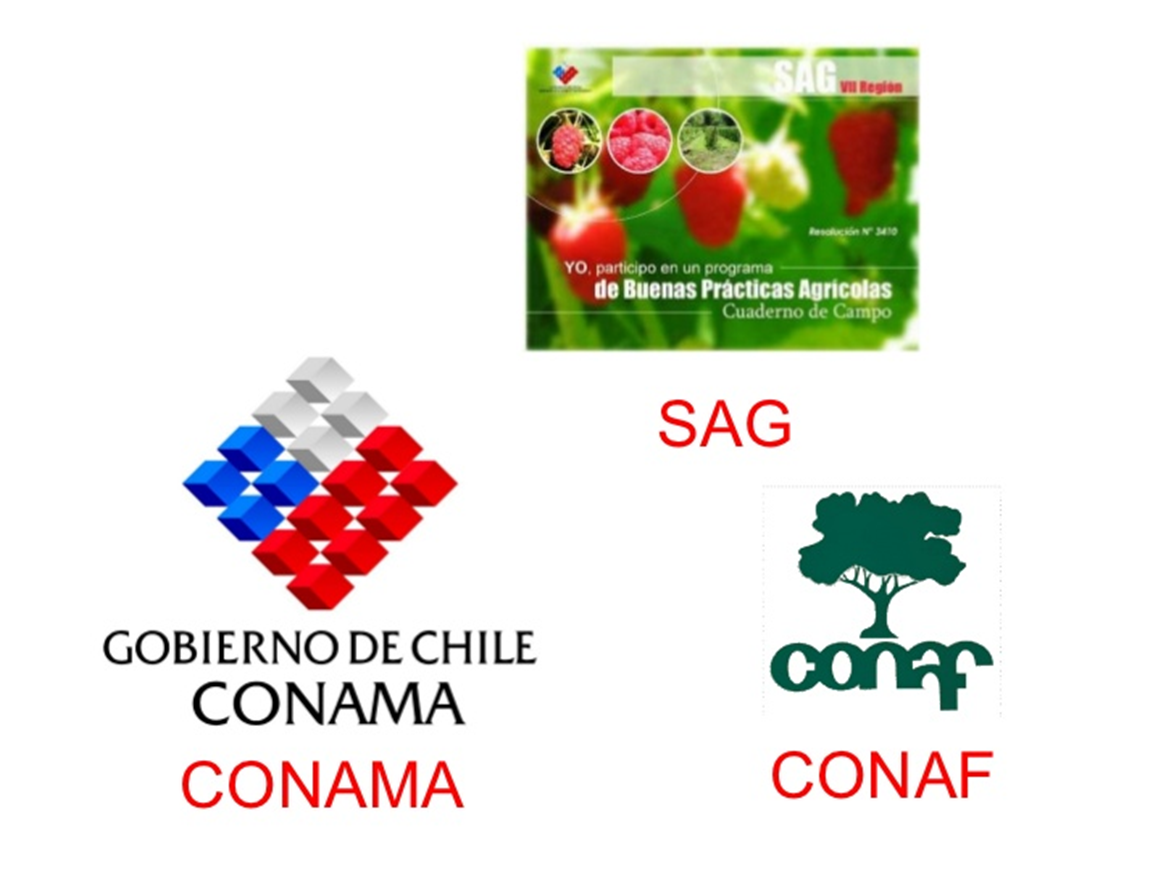 SAG VII Región
Resolución N° 3410
YO, participo en un programa
de Buenas Prácticas Agrícolas
Cuaderno de Campo
SAG
GOBIERNO DE CHILE
CONAMA
CONAMA
conaf
CONAF